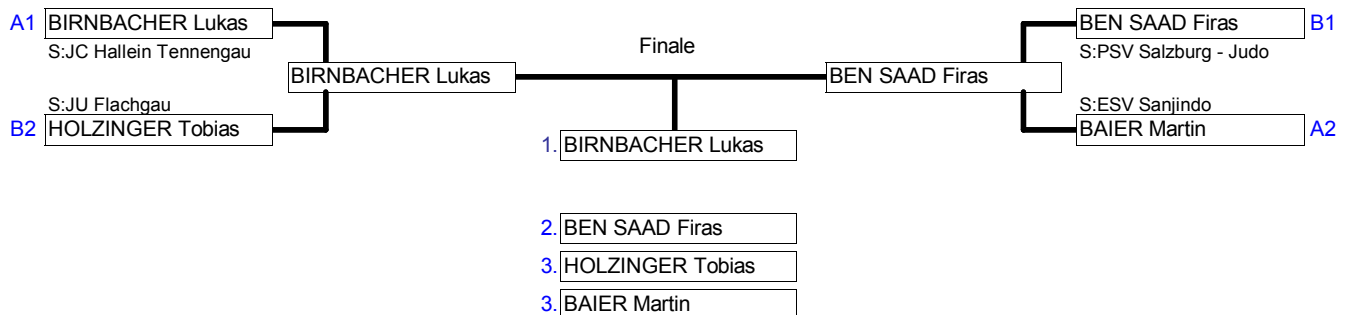 A1 BIRNBACHER Lukas
S:JC Hallein Tennengau
BEN SAAD Firas B1
S:PSV Salzburg - Judo
Finale
BIRNBACHER Lukas
BEN SAAD Firas
S:JU Flachgau
B2 HOLZINGER Tobias
S:ESV Sanjindo
BAIER Martin A2
1. BIRNBACHER Lukas
2. BEN SAAD Firas
3. HOLZINGER Tobias
3. BAIER Martin